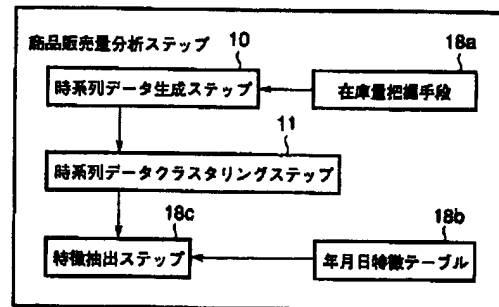 商品販売量分析ステップ
10
18a
時系列データ生成ステップ
在庫量把握手段
11
時系列データクラスタリングステップ
18c
18b
特徴抽出ステップ
年月日特徴テーブル